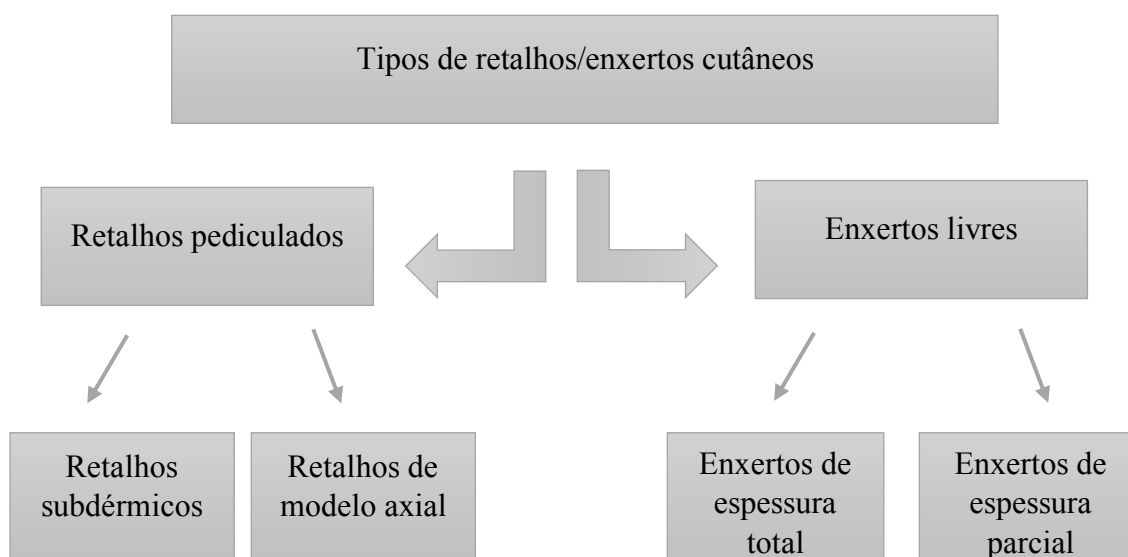 Tipos de retalhos/enxertos cutâneos
Retalhos pediculados
Enxertos livres
Retalhos
subdérmicos
Retalhos de
modelo axial
Enxertos de
espessura
total
Enxertos de
espessura
parcial